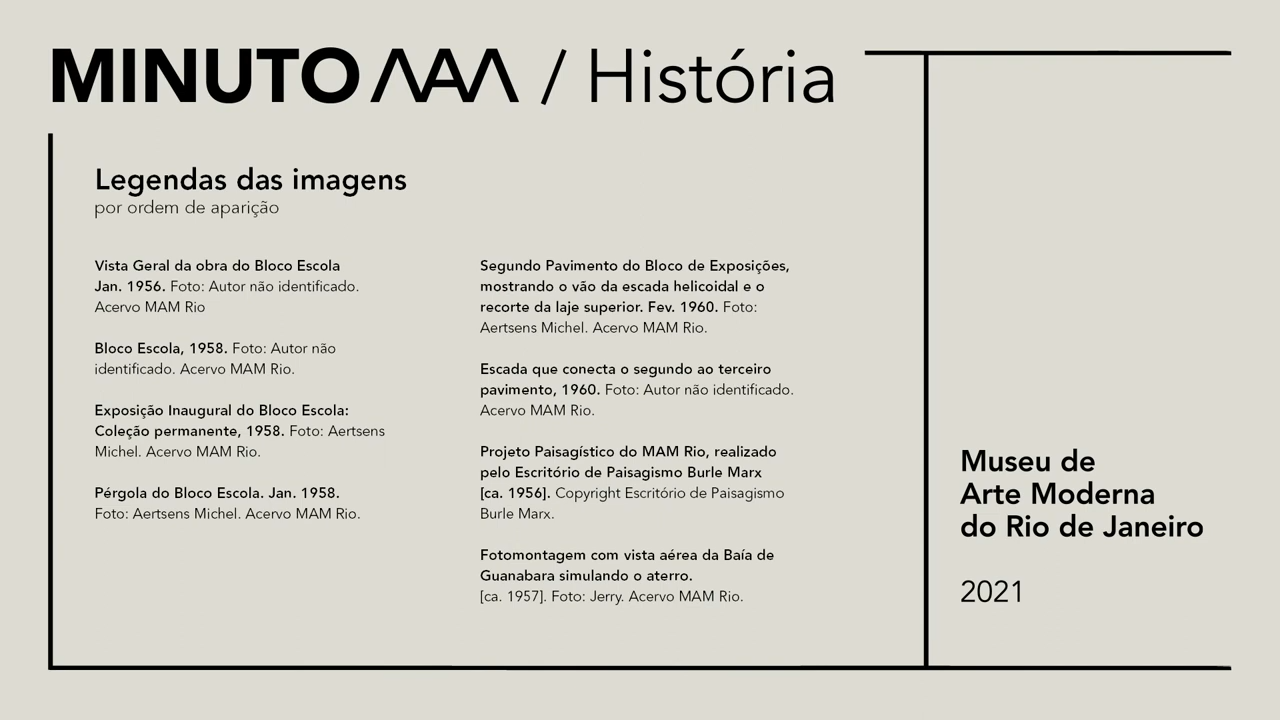 MINUTO MAM / História
Legendas das imagens
por ordem de aparição
Vista Geral da obra do Bloco Escola
Jan. 1956. Foto: Autor não identificado.
Acervo MAM Rio
Bloco Escola, 1958. Foto: Autor não
identificado. Acervo MAM Rio.
Exposição Inaugural do Bloco Escola:
Coleção permanente, 1958. Foto: Aertsens
Michel. Acervo MAM Rio.
Pérgola do Bloco Escola. Jan. 1958.
Foto: Aertsens Michel. Acervo MAM Rio.
Segundo Pavimento do Bloco de Exposições,
mostrando o vão da escada helicoidal e o
recorte da laje superior. Fev. 1960. Foto:
Aertsens Michel. Acervo MAM Rio.
Escada que conecta o segundo ao terceiro
pavimento, 1960. Foto: Autor não identificado.
Acervo MAM Rio.
Projeto Paisagístico do MAM Rio, realizado
pelo Escritório de Paisagismo Burle Marx
[ca. 1956]. Copyright Escritório de Paisagismo
Burle Marx.
Fotomontagem com vista aérea da Baía de
Guanabara simulando o aterro.
[ca. 1957]. Foto: Jerry. Acervo MAM Rio.
Museu de
Arte Moderna
do Rio de Janeiro
2021